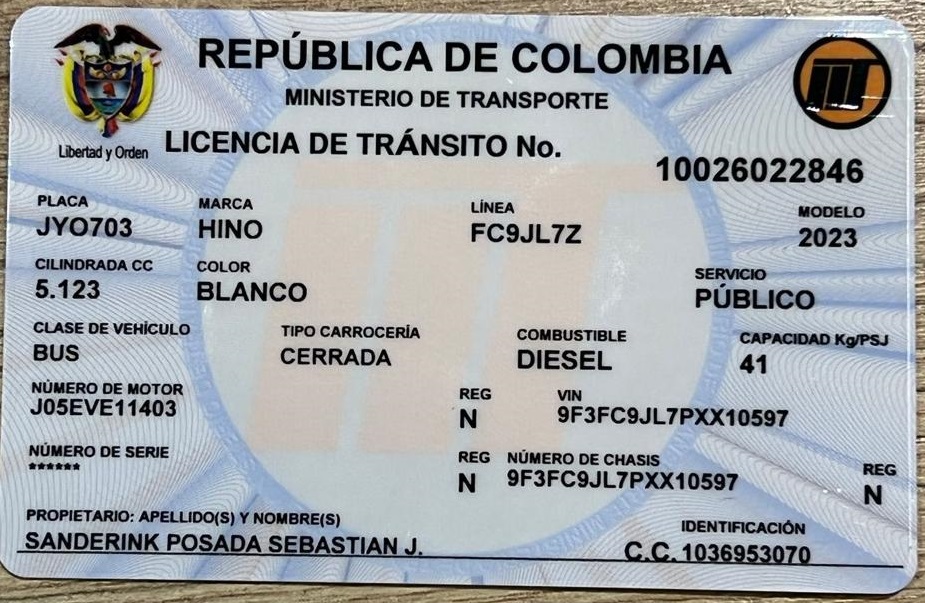 REPÚBLICA DE COLOMBIA
MINISTERIO DE TRANSPORTE
Libertad y Orden
LICENCIA DE TRÁNSITO No.
10026022846
PLACA MARCA LÍNEA MODELO
JYO703 HINO FC9JL7Z 2023
CILINDRADA CC COLOR SERVICIO
5.123 BLANCO PÚBLICO
CLASE DE VEHÍCULO TIPO CARROCERÍA COMBUSTIBLE CAPACIDAD Kg/PSJ
BUS CERRADA DIESEL 41
NÚMERO DE MOTOR REG VIN
J05EVE11403 N 9F3FC9JL7PXX10597
NÚMERO DE SERIE REG NÚMERO DE CHASIS REG
****** N 9F3FC9JL7PXX10597 N
PROPIETARIO: APELLIDO(S) Y NOMBRE(S) IDENTIFICACIÓN
SANDERINK POSADA SEBASTIAN J. C.C. 1036953070